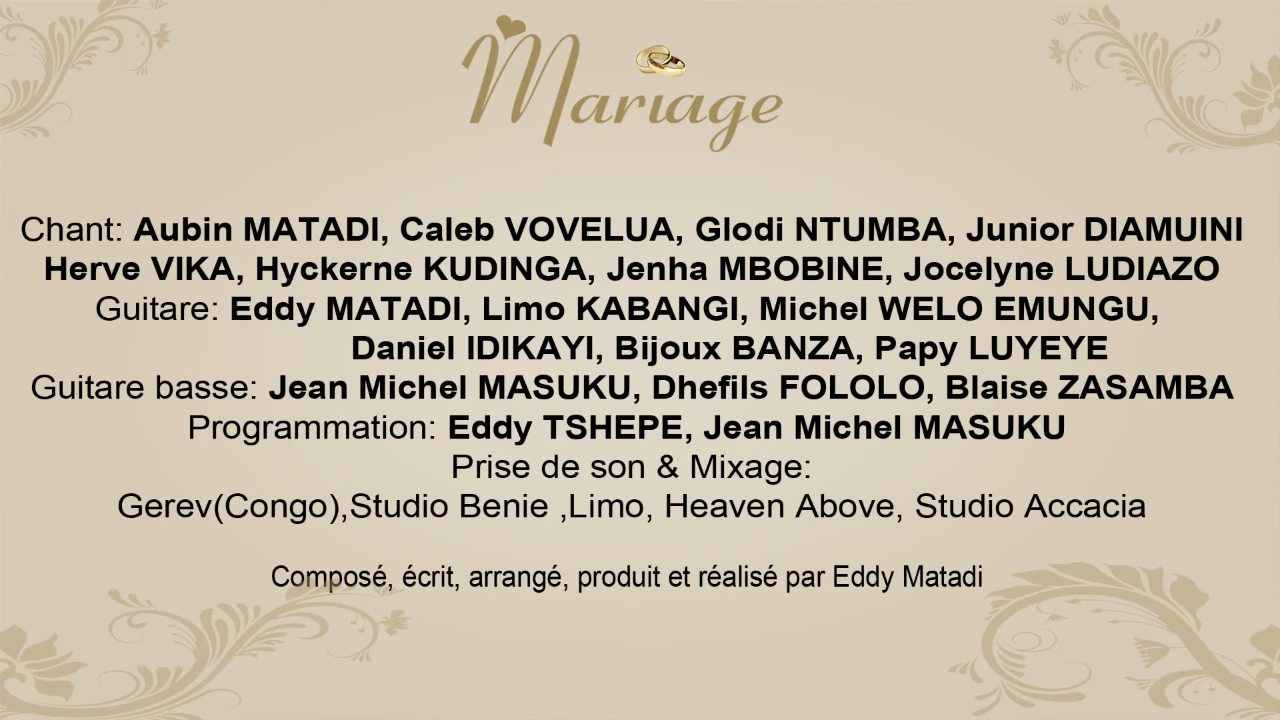 Mariage
Chant: Aubin MATADI, Caleb VOVELUA, Glodi NTUMBA, Junior DIAMUINI
Herve VIKA, Hyckerne KUDINGA, Jenha MBOBINE, Jocelyne LUDIAZO
Guitare: Eddy MATADI, Limo KABANGI, Michel WELO EMUNGU,
Daniel IDIKAYI, Bijoux BANZA, Papy LUYEYE
Guitare basse: Jean Michel MASUKU, Dhefils FOLOLO, Blaise ZASAMBA
Programmation: Eddy TSHEPE, Jean Michel MASUKU
Prise de son & Mixage:
Gerev(Congo),Studio Benie ,Limo, Heaven Above, Studio Accacia
Composé, écrit, arrangé, produit et réalisé par Eddy Matadi